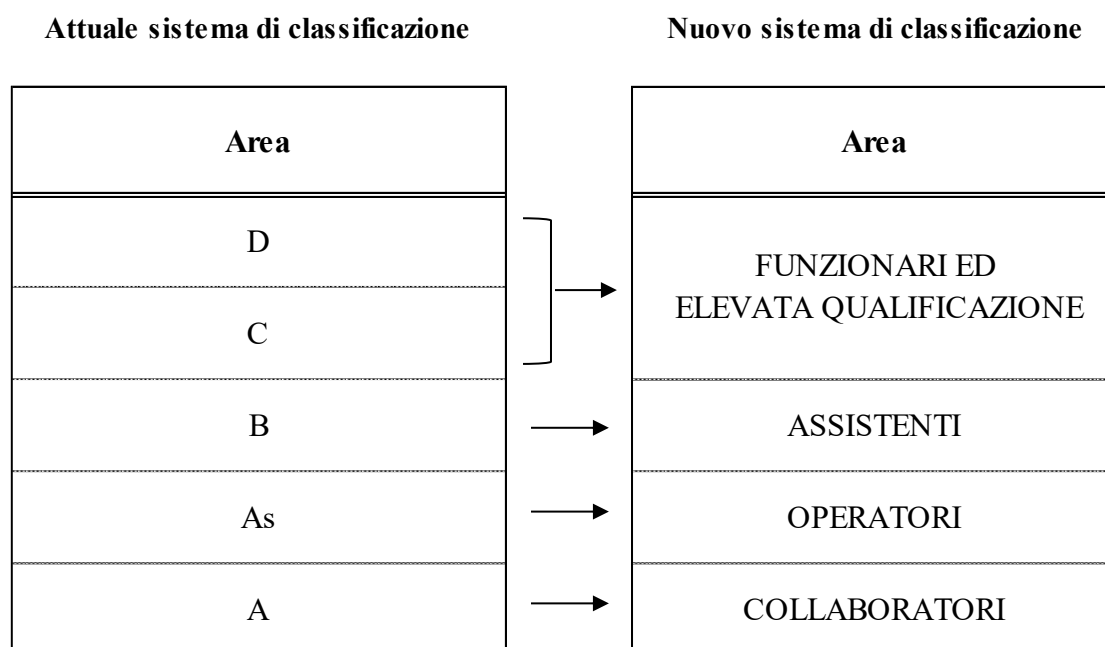 Attuale sistema di classificazione
Nuovo sistema di classificazione
Area
Area
D
C
B
As
A
FUNZIONARI ED
ELEVATA QUALIFICAZIONE
ASSISTENTI
OPERATORI
COLLABORATORI